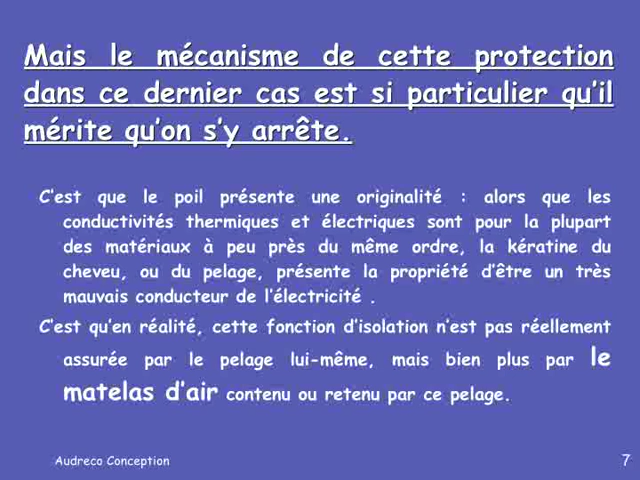 Mais le mécanisme de cette protection
dans ce dernier cas est si particulier qu’il
mérite qu’on s’y arrête.
C’est que le poil présente une originalité : alors que les
conductivités thermiques et électriques sont pour la plupart
des matériaux à peu près du même ordre, la kératine du
cheveu, ou du pelage, présente la propriété d’être un très
mauvais conducteur de l’électricité .
C’est qu’en réalité, cette fonction d’isolation n’est pas réellement
assurée par le pelage lui-même, mais bien plus par le
matelas d’air contenu ou retenu par ce pelage.
Audreco Conception
7